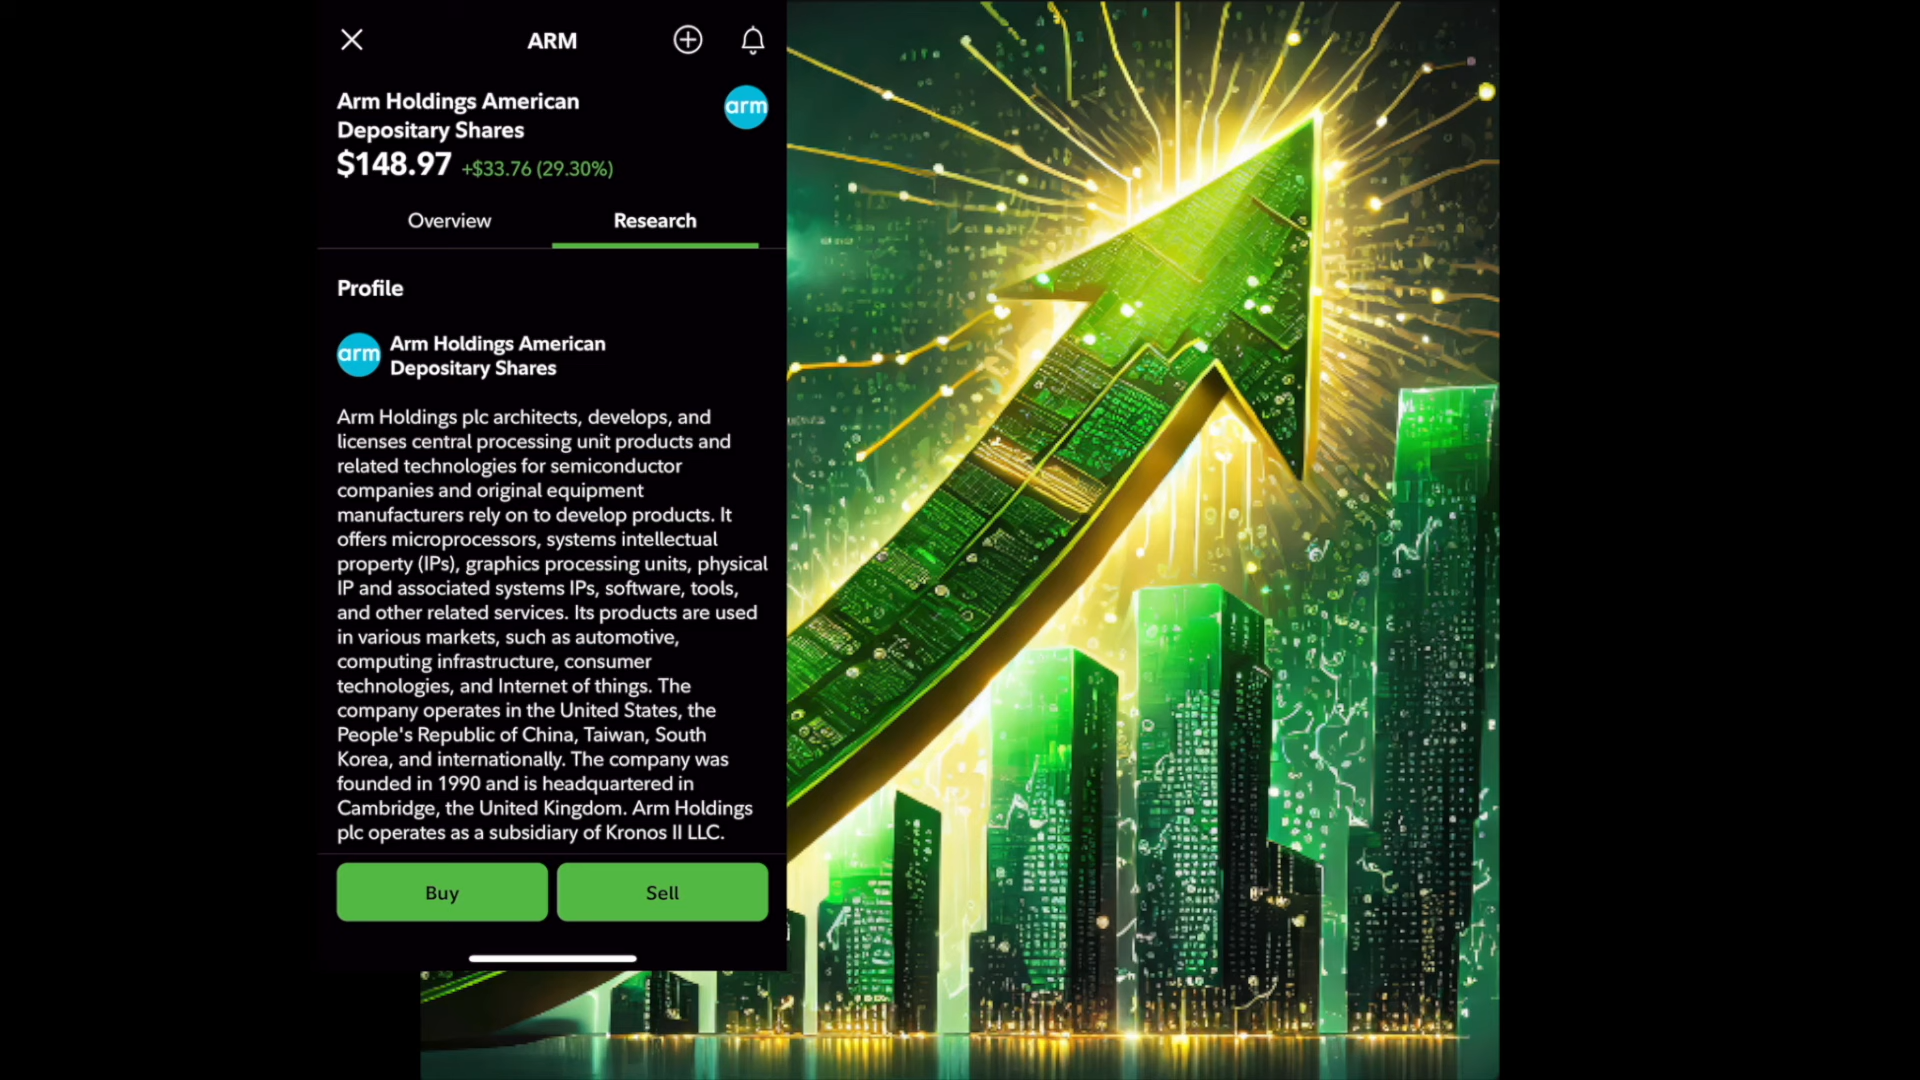 ARM
Arm Holdings American
Depositary Shares
arm
$148.97 +$33.76 (29.30%)
Overview Research
Profile
arm
Arm Holdings American
Depositary Shares
Arm Holdings plc architects, develops, and
licenses central processing unit products and
related technologies for semiconductor
companies and original equipment
manufacturers rely on to develop products. It
offers microprocessors, systems intellectual
property (IPs), graphics processing units, physical
IP and associated systems IPs, software, tools,
and other related services. Its products are used
in various markets, such as automotive,
computing infrastructure, consumer
technologies, and Internet of things. The
company operates in the United States, the
People's Republic of China, Taiwan, South
Korea, and internationally. The company was
founded in 1990 and is headquartered in
Cambridge, the United Kingdom. Arm Holdings
plc operates as a subsidiary of Kronos II LLC.
Buy Sell